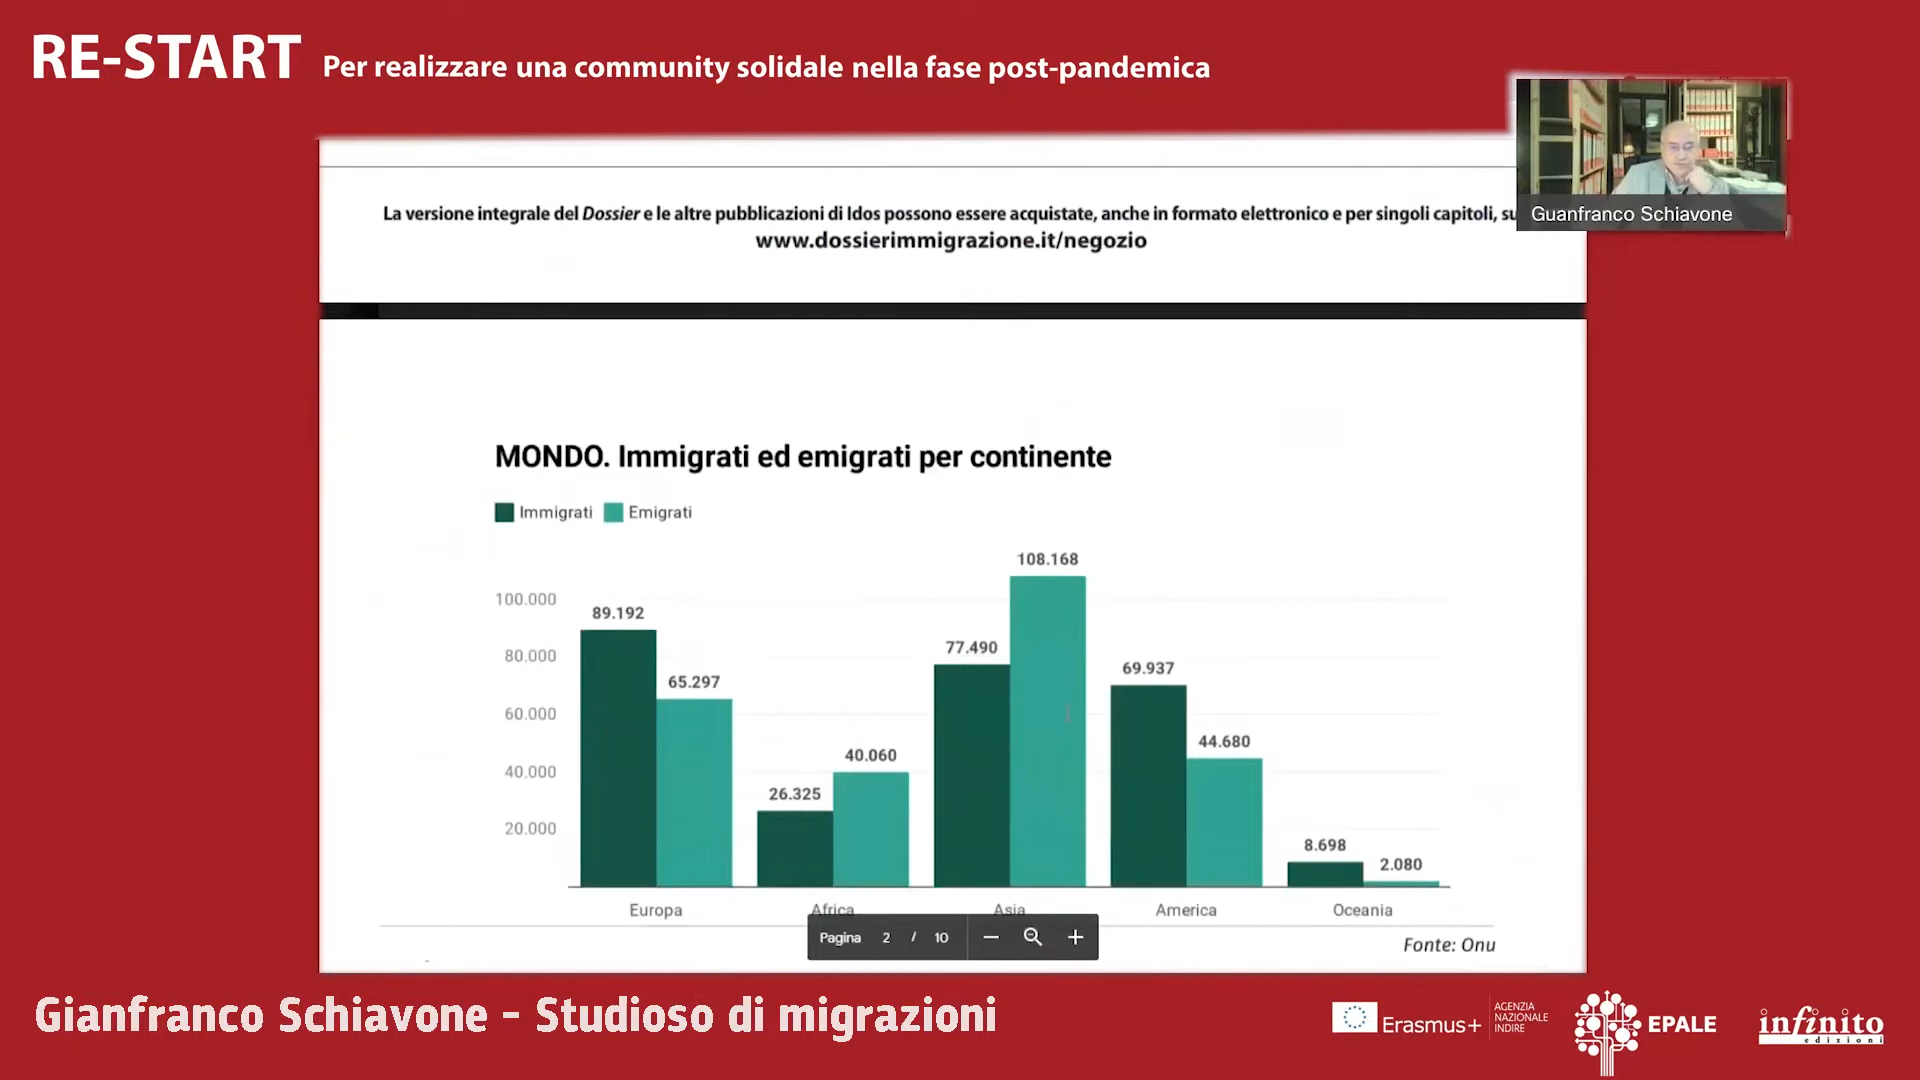 RE-START Per realizzare una community solidale nella fase post-pandemica
La versione integrale del Dossier e le altre pubblicazioni di Idos possono essere acquistate, anche in formato elettronico e per singoli capitoli, su
www.dossierimmigrazione.it/negozio
Guanfranco Schiavone
MONDO. Immigrati ed emigrati per continente
Immigrati Emigrati
100.000
80.000
60.000
40.000
20.000
89.192
65.297
26.325
40.060
77.490
108.168
69.937
44.680
8.698
2.080
Europa Africa Asia America Oceania
Pagina 2 / 10
Fonte: Onu
Gianfranco Schiavone - Studioso di migrazioni
Erasmus+
AGENZIA
NAZIONALE
INDIRE
EPALE
infinito
edizioni